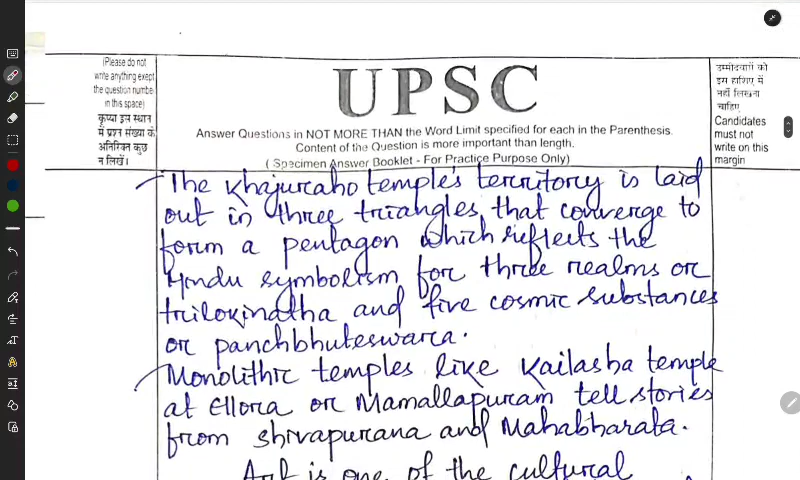 (Please do not
write anything exept
the question numbe
in this space)
कृप्या इस स्थान
में प्रश्न संख्या के
अतिरिक्त कुछ
न लिखें।
UPSC
Answer Questions in NOT MORE THAN the Word Limit specified for each in the Parenthesis.
Content of the Question is more important than length.
( Specimen Answer Booklet - For Practice Purpose Only)
उम्मीदवारों को
इस हाशिए में
नहीं लिखना
चाहिए
Candidates
must not
write on this
margin
The Khajuraho temple's territory is laid
out in three triangles that converge to
form a pentagon which reflects the
Hindu symbolism for three realms or
trilokinatha and five cosmic substances
or panchbhuteswara.
Monolithic temples like Kailasha temple
at Ellora or Mamallapuram tell stories
from Shivapurana and Mahabharata.
Art is one of the cultural